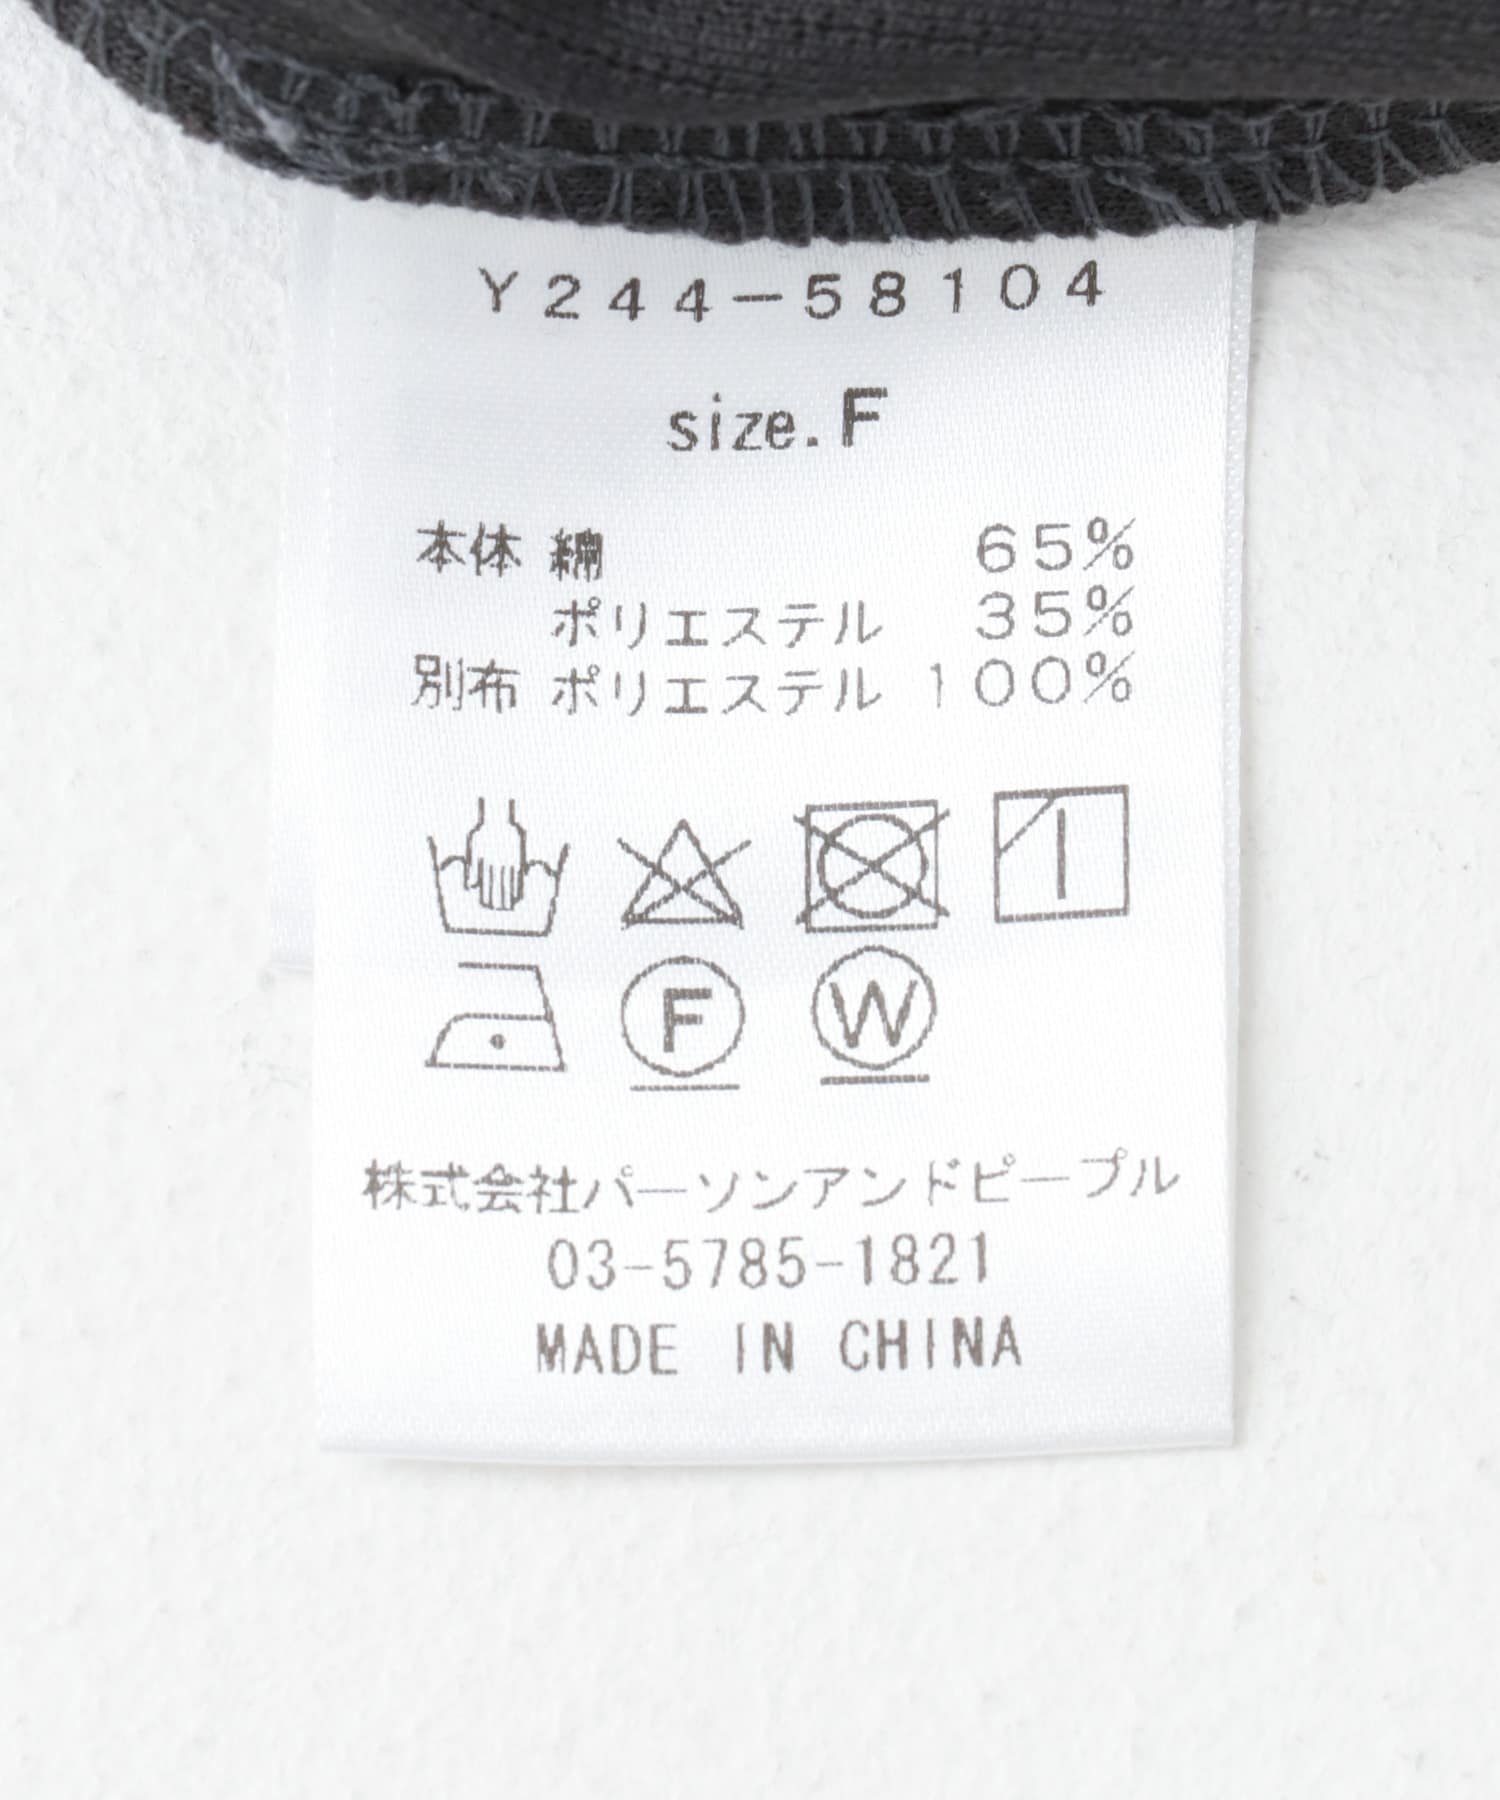 Y244-58104
size.F
本体 綿 65%
ポリエステル 35%
別布 ポリエステル 100%
F W
株式会社パーソンアンドピープル
03-5785-1821
MADE IN CHINA